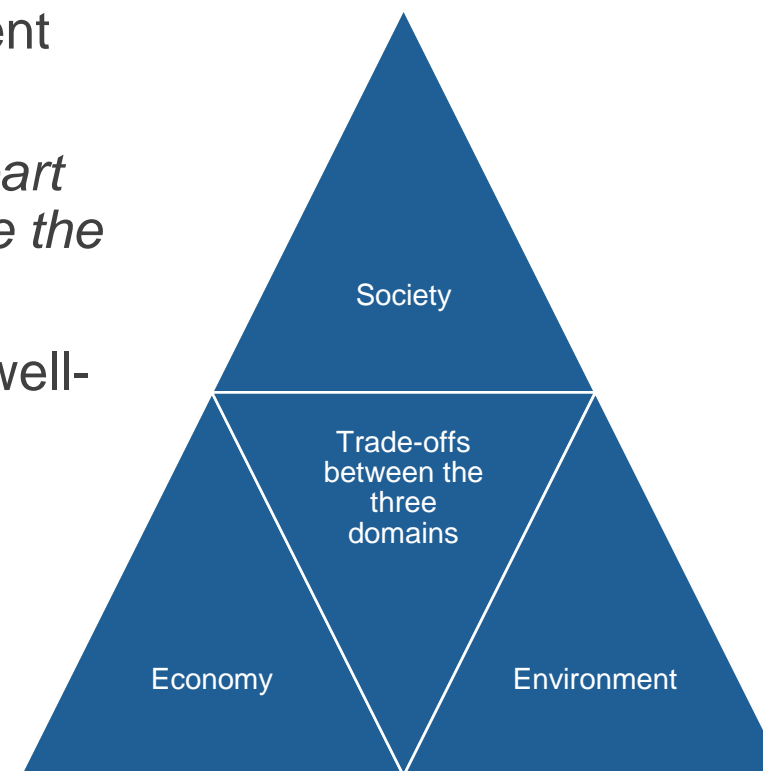 ent
art
e the
well-
Society
Trade-offs
between the
three
domains
Economy
Environment